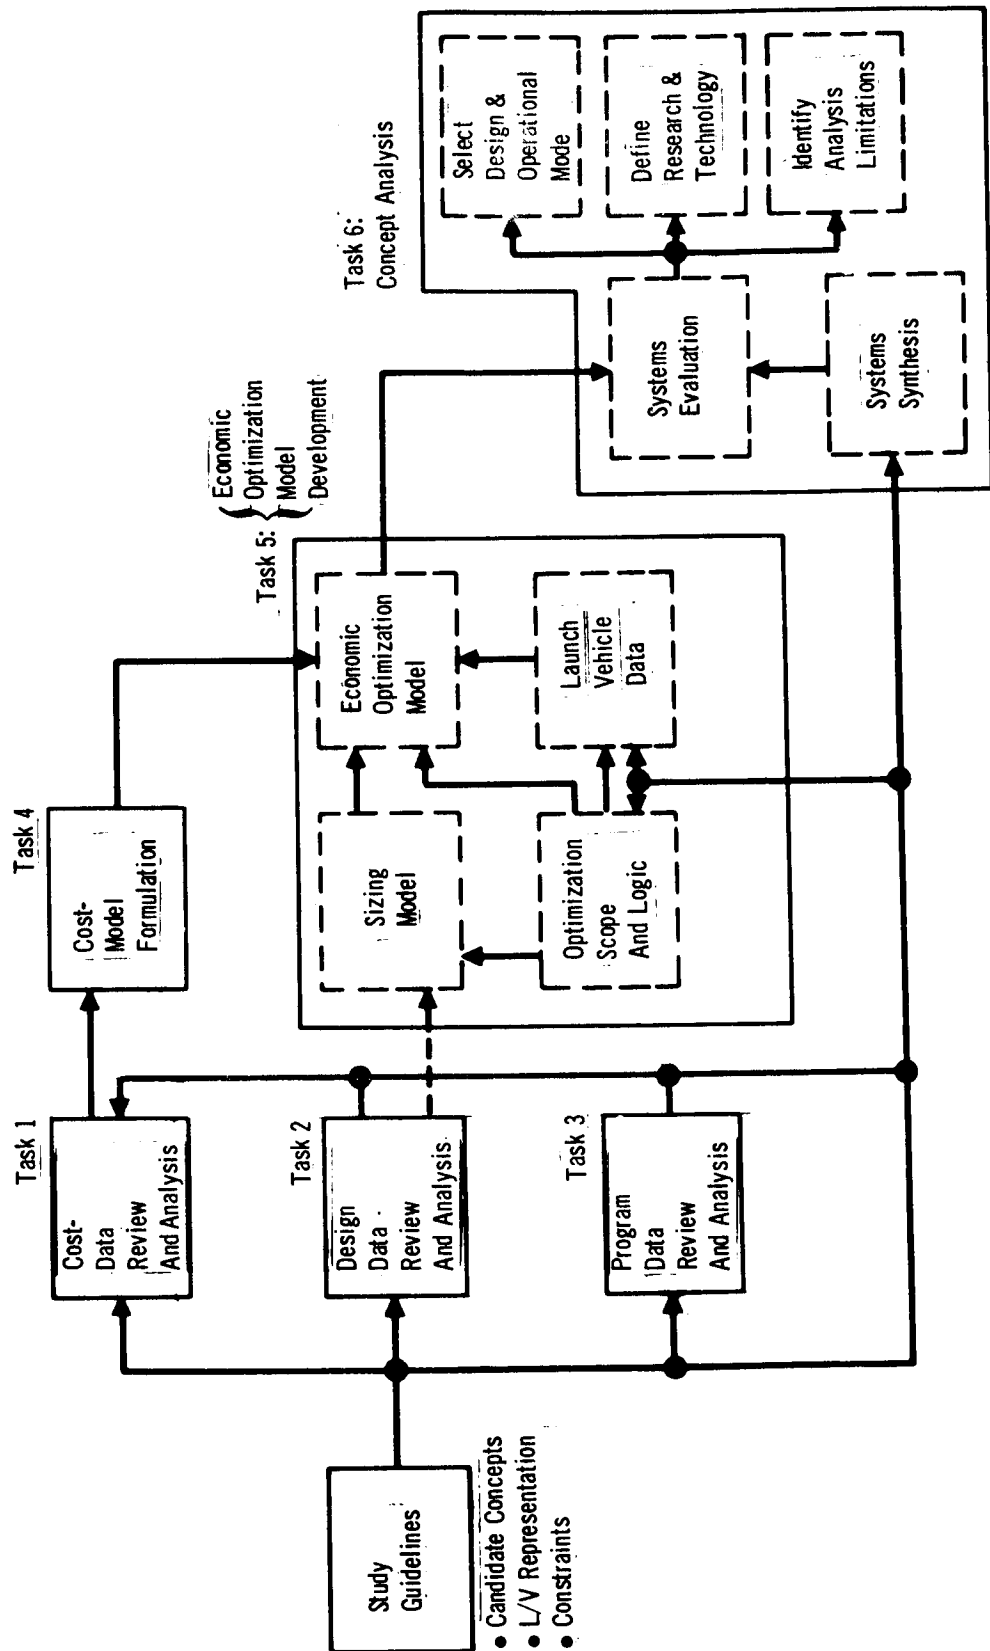 Study
Guidelines
• Candidate Concepts
• L/V Representation
• Constraints
Task 1
Cost-
Data
Review
And Analysis
Task 2
Design
Data
Review
And Analysis
Task 3
Program
Data
Review
And Analysis
Task 4
Cost-
Model
Formulation
Task 5:
Economic
Optimization
Model
Development
Sizing
Model
Economic
Optimization
Model
Optimization
Scope
And Logic
Launch
Vehicle
Data
Task 6:
Concept Analysis
Systems
Evaluation
Systems
Synthesis
Select
Design &
Operational
Mode
Define
Research &
Technology
Identify
Analysis
Limitations